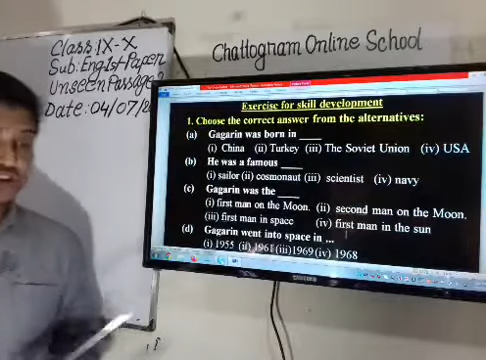 Class: IX-X
Sub: Eng.1st Paper
Unseen Passage
Date: 04/07/
Chattogram Online School
Exercise for skill development
1. Choose the correct answer from the alternatives:
(a) Gagarin was born in ____
(i) China (ii) Turkey (iii) The Soviet Union (iv) USA
(b) He was a famous ____
(i) sailor (ii) cosmonaut (iii) scientist (iv) navy
(c) Gagarin was the ____
(i) first man on the Moon. (ii) second man on the Moon.
(iii) first man in space (iv) first man in the sun
(d) Gagarin went into space in ...
(i) 1955 (ii) 1961 (iii)1969 (iv) 1968
SAMSUNG